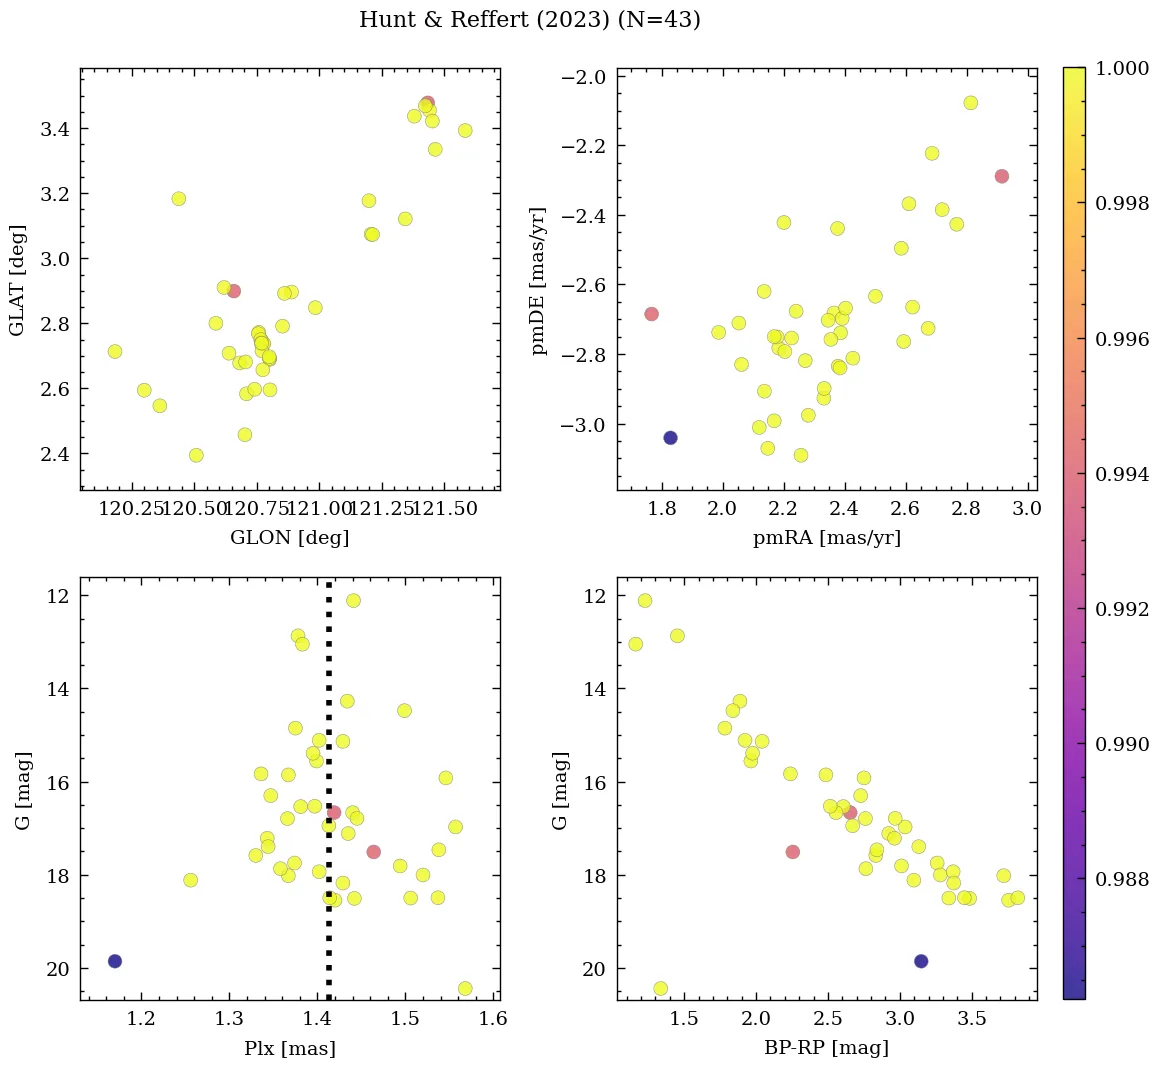 Hunt & Reffert (2023) (N=43)
GLAT [deg]
3.4
3.2
3.0
2.8
2.6
2.4
120.25 120.50 120.75 121.00 121.25 121.50
GLON [deg]
pmDE [mas/yr]
−2.0
−2.2
−2.4
−2.6
−2.8
−3.0
1.8 2.0 2.2 2.4 2.6 2.8 3.0
pmRA [mas/yr]
1.000
0.998
0.996
0.994
0.992
0.990
0.988
G [mag]
12
14
16
18
20
1.2 1.3 1.4 1.5 1.6
Plx [mas]
G [mag]
12
14
16
18
20
1.5 2.0 2.5 3.0 3.5
BP-RP [mag]